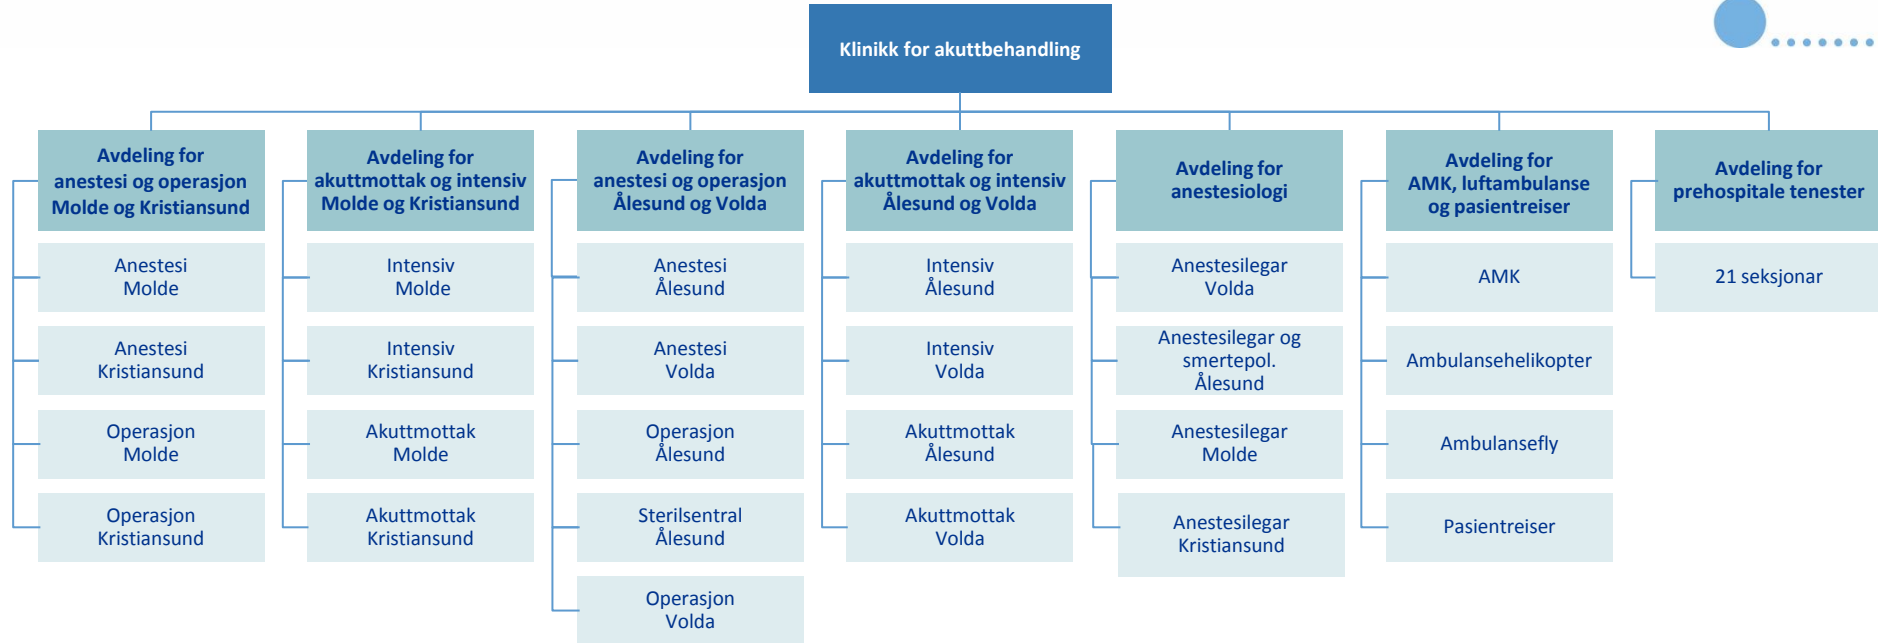 Klinikk for akuttbehandling
Avdeling for
anestesi og operasjon
Molde og Kristiansund
Anestesi
Molde
Anestesi
Kristiansund
Operasjon
Molde
Operasjon
Kristiansund
Avdeling for
akuttmottak og intensiv
Molde og Kristiansund
Intensiv
Molde
Intensiv
Kristiansund
Akuttmottak
Molde
Akuttmottak
Kristiansund
Avdeling for
anestesi og operasjon
Ålesund og Volda
Anestesi
Ålesund
Anestesi
Volda
Operasjon
Ålesund
Sterilsentral
Ålesund
Operasjon
Volda
Avdeling for
akuttmottak og intensiv
Ålesund og Volda
Intensiv
Ålesund
Intensiv
Volda
Akuttmottak
Ålesund
Akuttmottak
Volda
Avdeling for
anestesiologi
Anestesilegar
Volda
Anestesilegar og
smertepol.
Ålesund
Anestesilegar
Molde
Anestesilegar
Kristiansund
Avdeling for
AMK, luftambulanse
og pasientreiser
AMK
Ambulansehelikopter
Ambulansefly
Pasientreiser
Avdeling for
prehospitale tenester
21 seksjonar